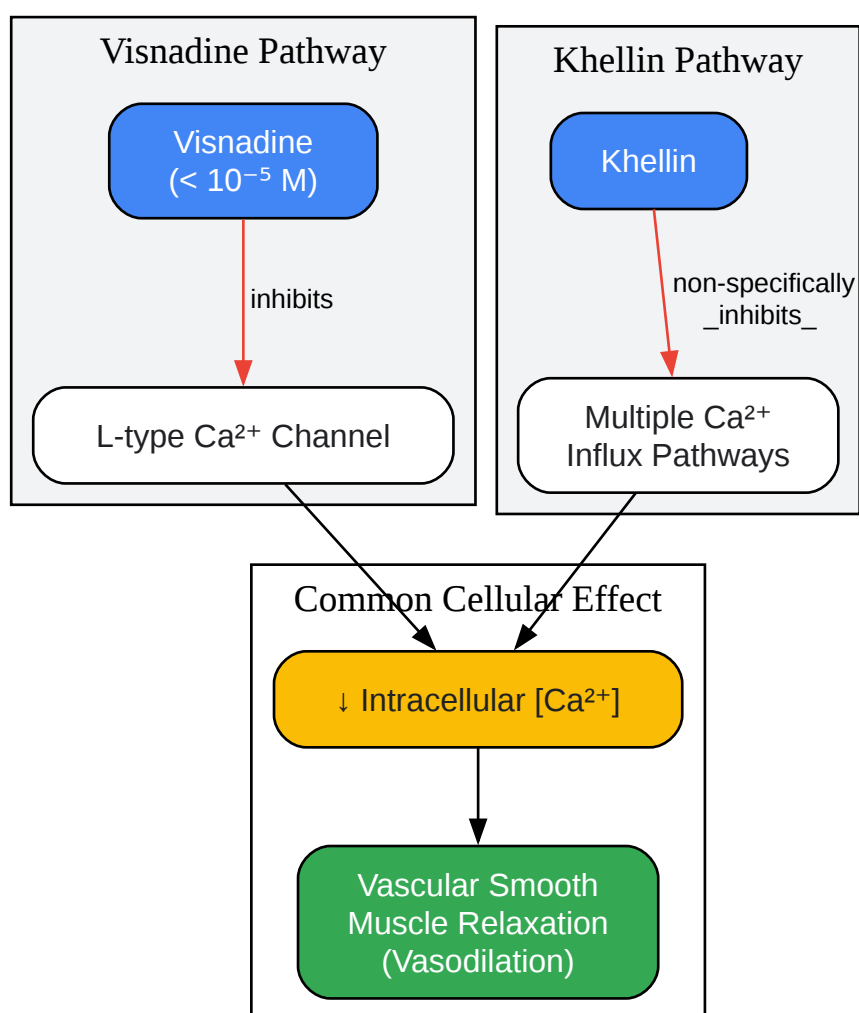 Visnadine Pathway
Visnadine
(< 10⁻⁵ M)
inhibits
L-type Ca²⁺ Channel
Khellin Pathway
Khellin
non-specifically
_inhibits_
Multiple Ca²⁺
Influx Pathways
Common Cellular Effect
↓ Intracellular [Ca²⁺]
Vascular Smooth
Muscle Relaxation
(Vasodilation)